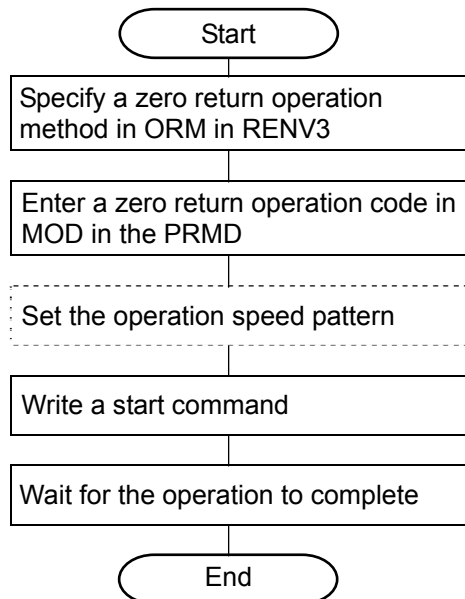 Start
Specify a zero return operation
method in ORM in RENV3
Enter a zero return operation code in
MOD in the PRMD
Set the operation speed pattern
Write a start command
Wait for the operation to complete
End